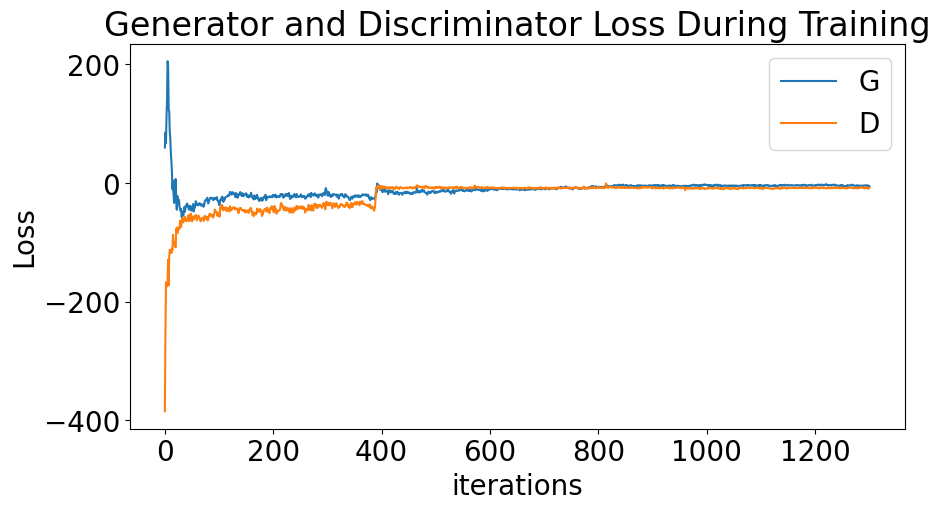 Generator and Discriminator Loss During Training
G
D
200
0
−200
−400
Loss
0 200 400 600 800 1000 1200
iterations